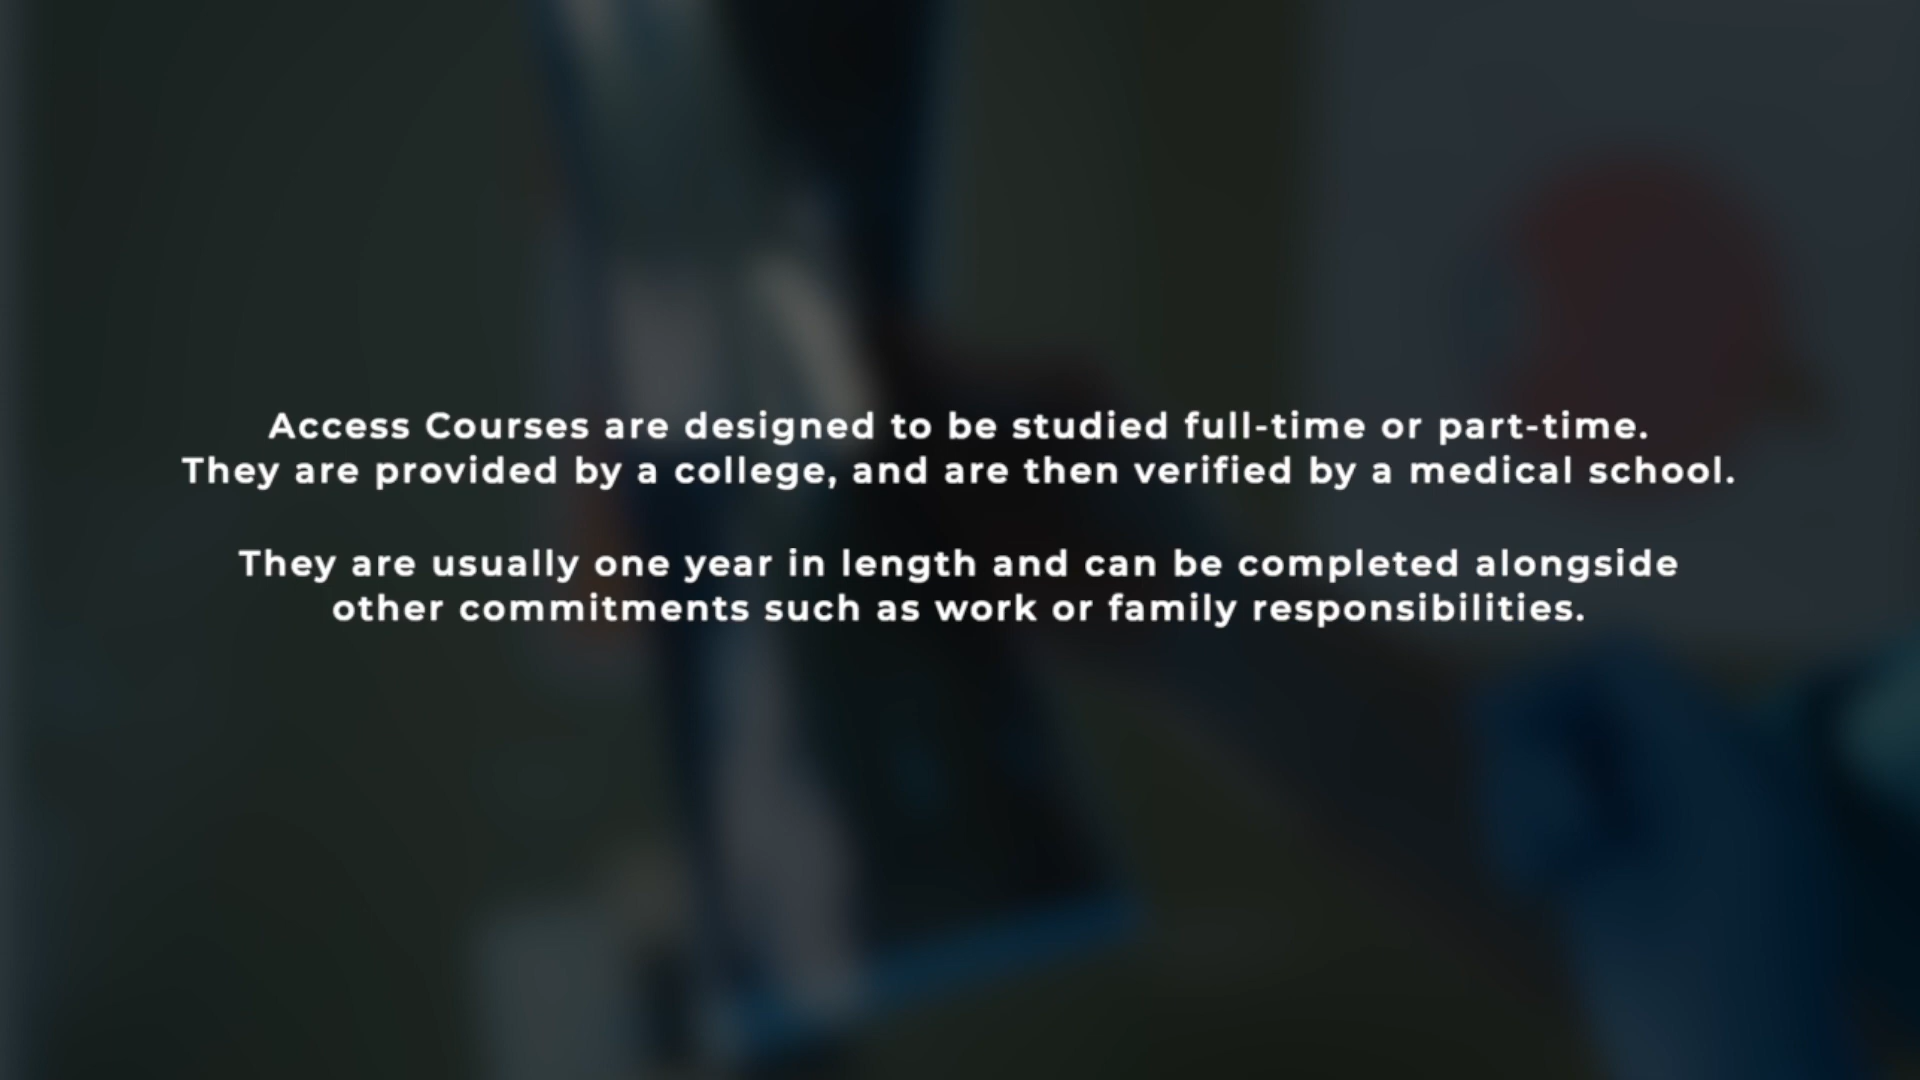 Access Courses are designed to be studied full-time or part-time.
They are provided by a college, and are then verified by a medical school.
They are usually one year in length and can be completed alongside
other commitments such as work or family responsibilities.